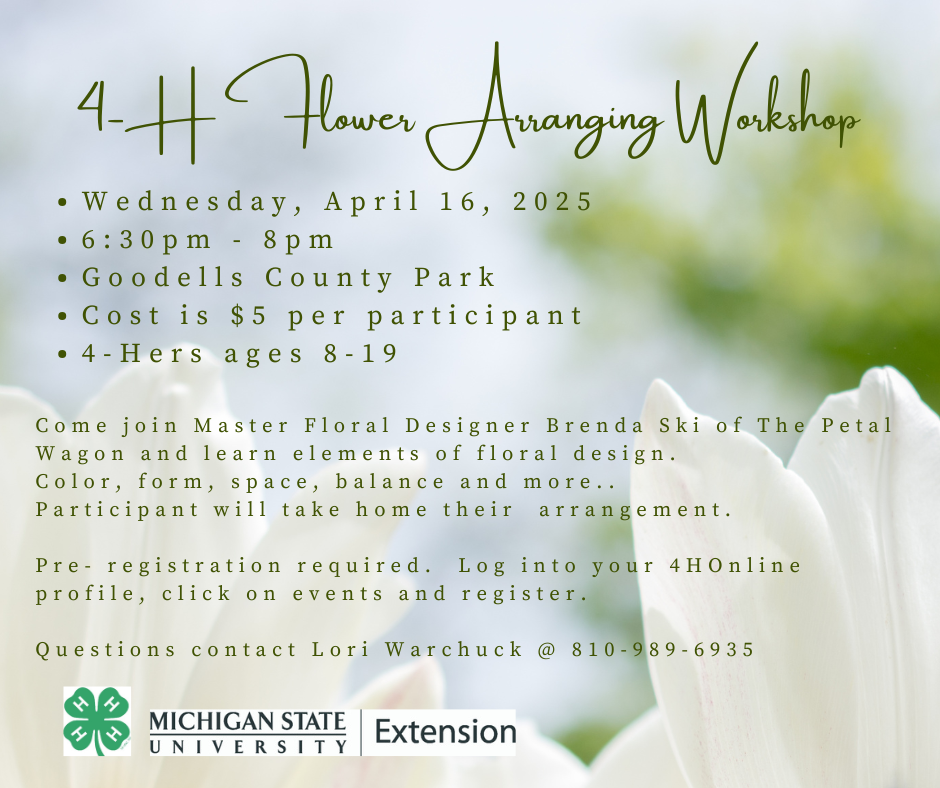 4-H Flower Arranging Workshop
• Wednesday, April 16, 2025
• 6:30pm - 8pm
• Goodells County Park
• Cost is $5 per participant
• 4-Hers ages 8-19
Come join Master Floral Designer Brenda Ski of The Petal
Wagon and learn elements of floral design.
Color, form, space, balance and more..
Participant will take home their  arrangement.
Pre- registration required.  Log into your 4HOnline
profile, click on events and register.
Questions contact Lori Warchuck @ 810-989-6935
H H
H H
MICHIGAN STATE
UNIVERSITY
Extension